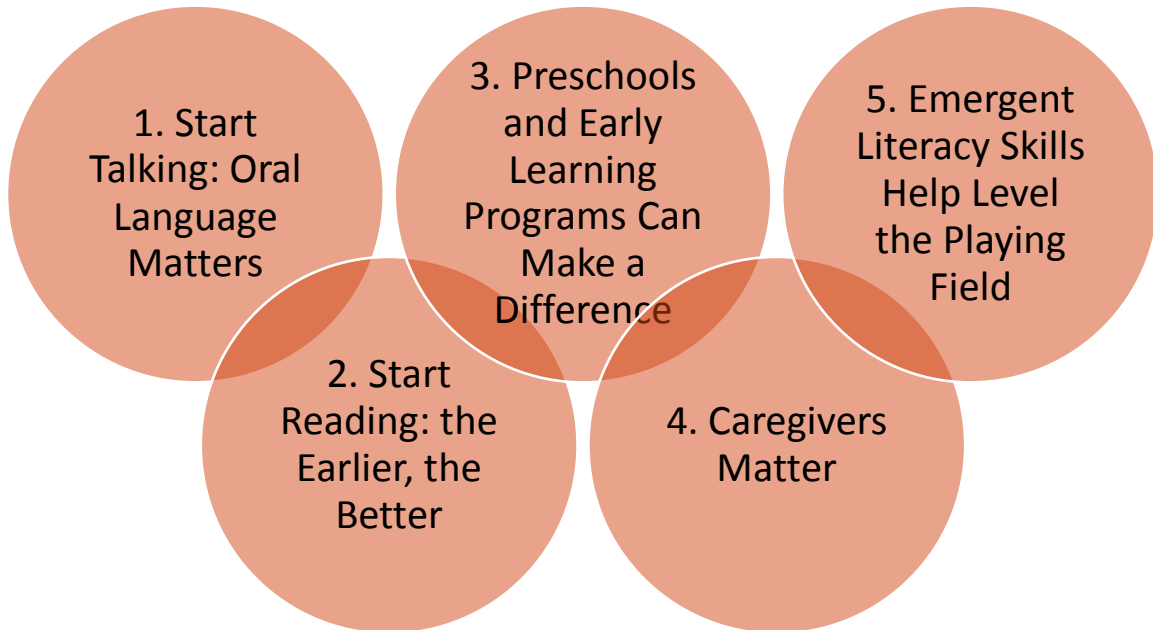 1. Start
Talking: Oral
Language
Matters
2. Start
Reading: the
Earlier, the
Better
3. Preschools
and Early
Learning
Programs Can
Make a
Difference
4. Caregivers
Matter
5. Emergent
Literacy Skills
Help Level
the Playing
Field